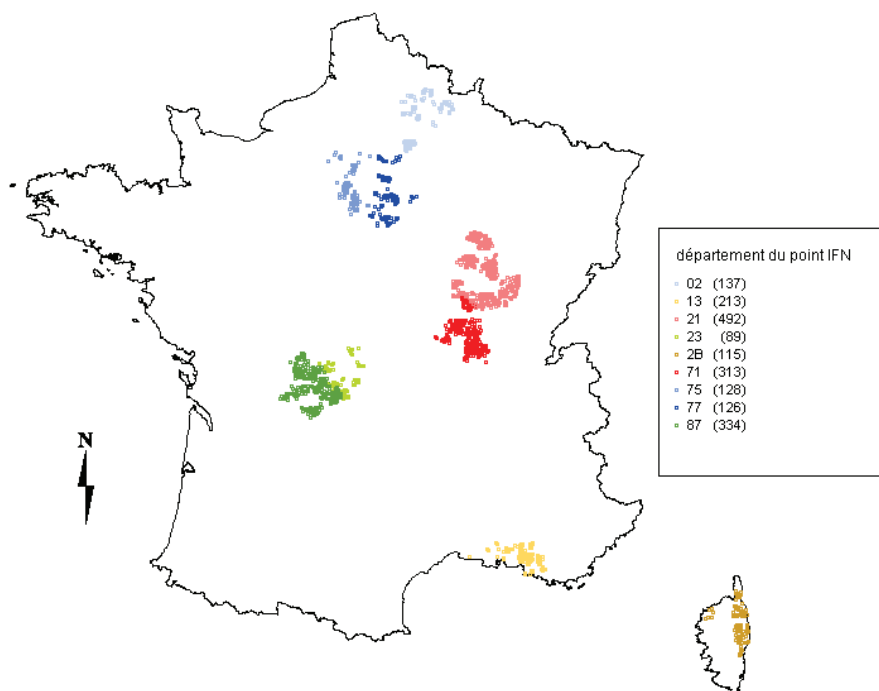 département du point IFN
02 (137)
13 (213)
21 (492)
23 (89)
2B (115)
71 (313)
75 (128)
77 (126)
87 (334)
N